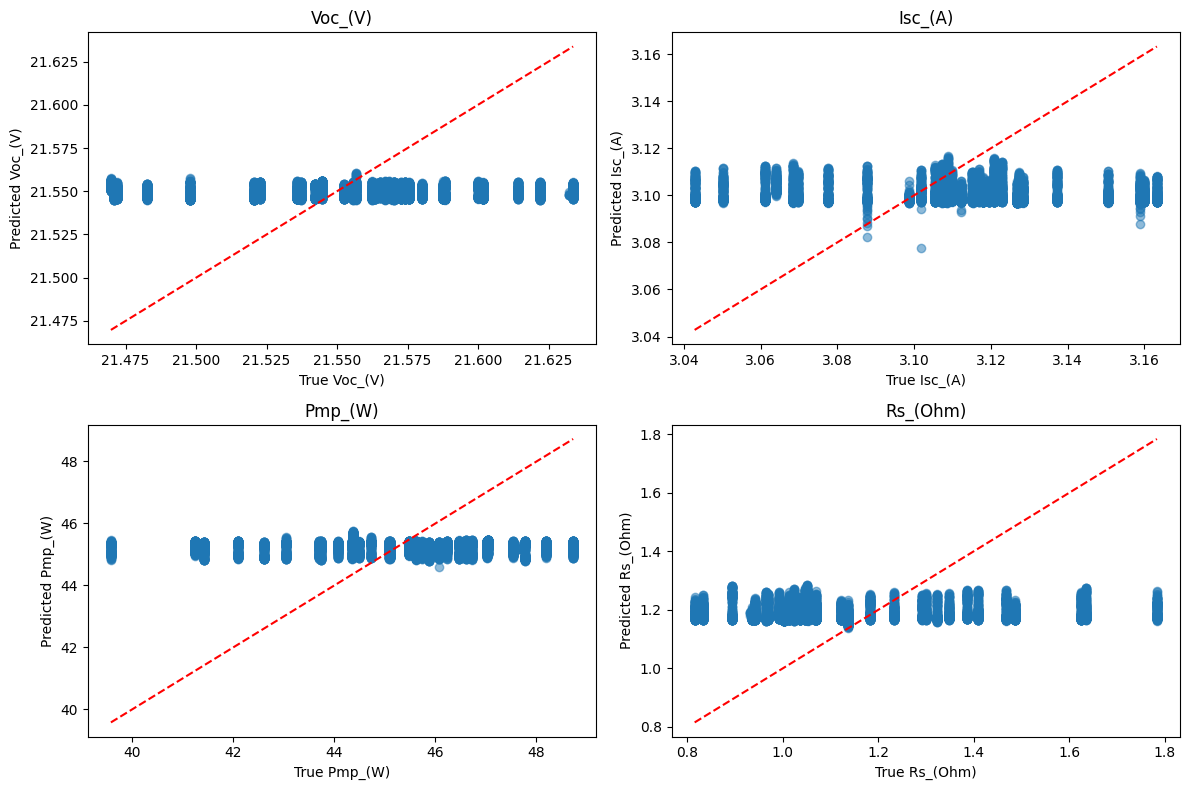 Voc_(V)
21.625
21.600
21.575
21.550
21.525
21.500
21.475
Predicted Voc_(V)
21.475 21.500 21.525 21.550 21.575 21.600 21.625
True Voc_(V)
Isc_(A)
3.16
3.14
3.12
3.10
3.08
3.06
3.04
Predicted Isc_(A)
3.04 3.06 3.08 3.10 3.12 3.14 3.16
True Isc_(A)
Pmp_(W)
48
46
44
42
40
Predicted Pmp_(W)
40 42 44 46 48
True Pmp_(W)
Rs_(Ohm)
1.8
1.6
1.4
1.2
1.0
0.8
Predicted Rs_(Ohm)
0.8 1.0 1.2 1.4 1.6 1.8
True Rs_(Ohm)